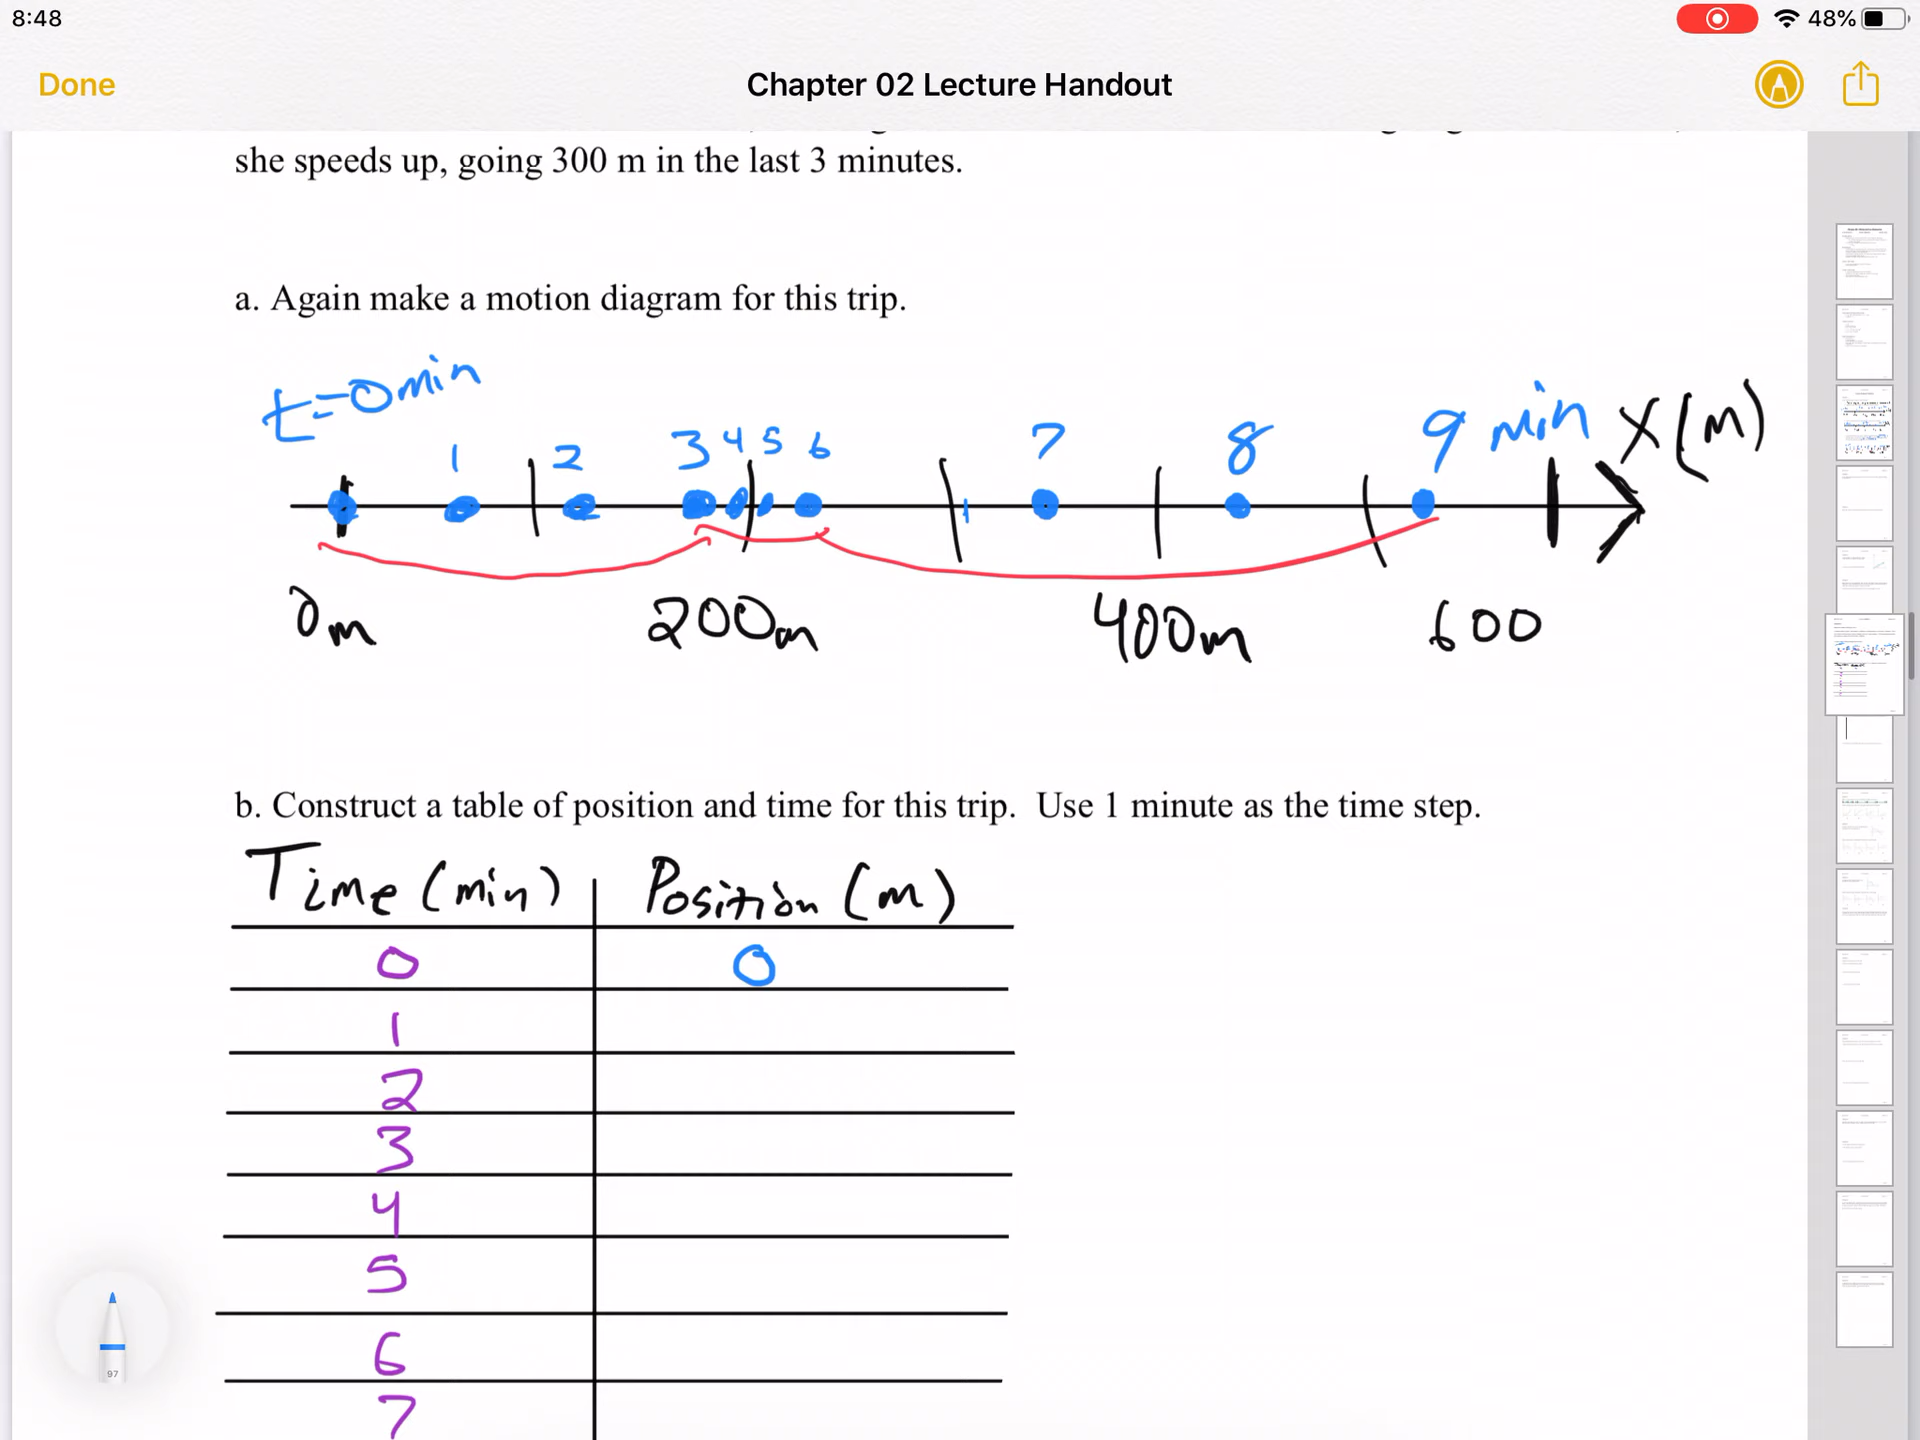 8:48
48%
Done
Chapter 02 Lecture Handout
she speeds up, going 300 m in the last 3 minutes.
a. Again make a motion diagram for this trip.
t=0min
1 2 3 4 5 6 7 8 9 min x(m)
0m 200m 400m 600
b. Construct a table of position and time for this trip. Use 1 minute as the time step.
Time (min) Position (m)
0 0
1
2
3
4
5
6
7
97